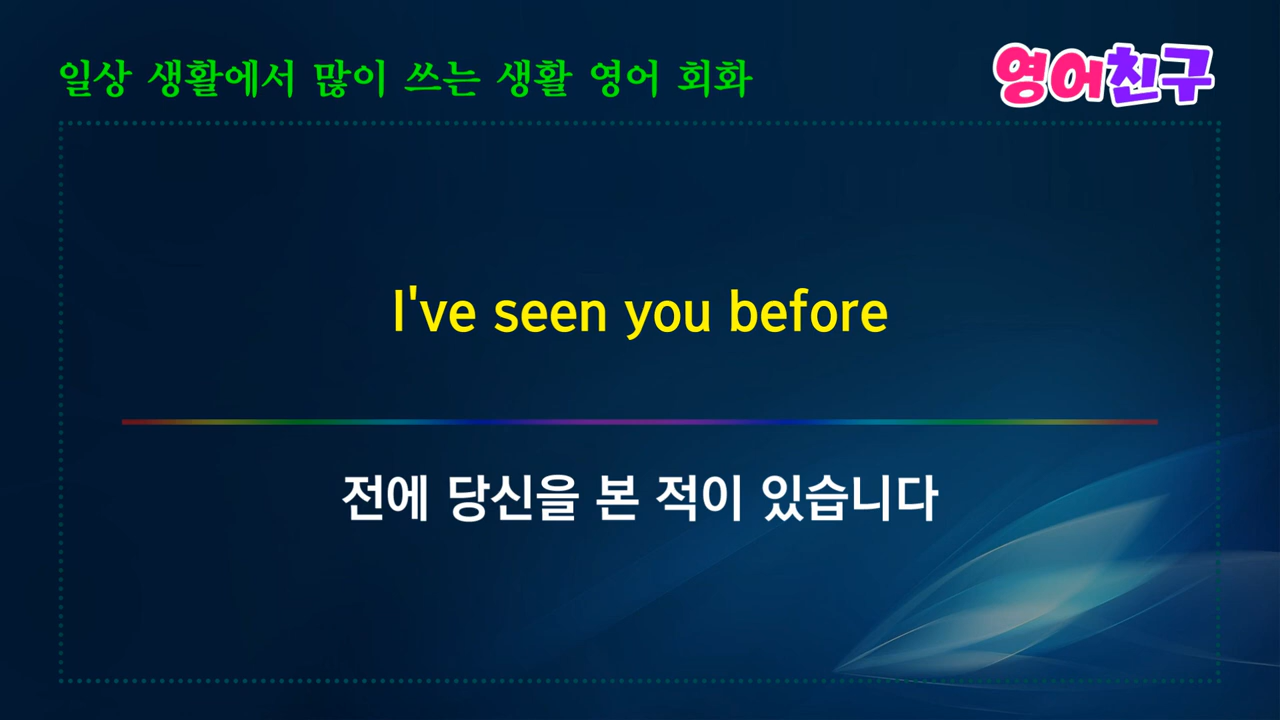 일상 생활에서 많이 쓰는 생활 영어 회화
영어친구
I've seen you before
전에 당신을 본 적이 있습니다